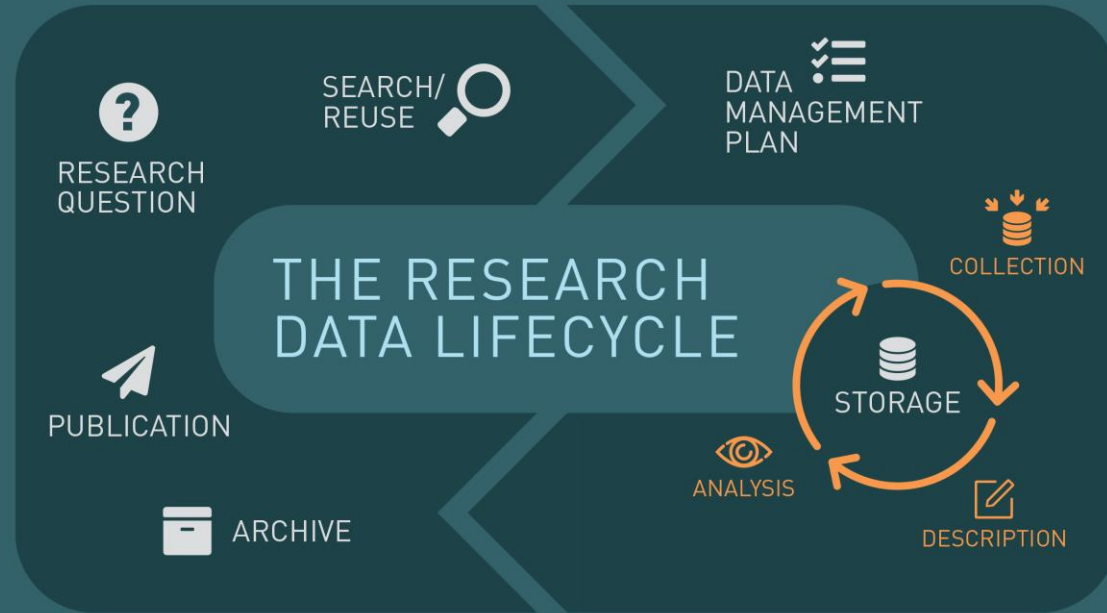 RESEARCH
QUESTION
SEARCH/
REUSE
DATA
MANAGEMENT
PLAN
THE RESEARCH
DATA LIFECYCLE
COLLECTION
STORAGE
DESCRIPTION
ANALYSIS
ARCHIVE
PUBLICATION